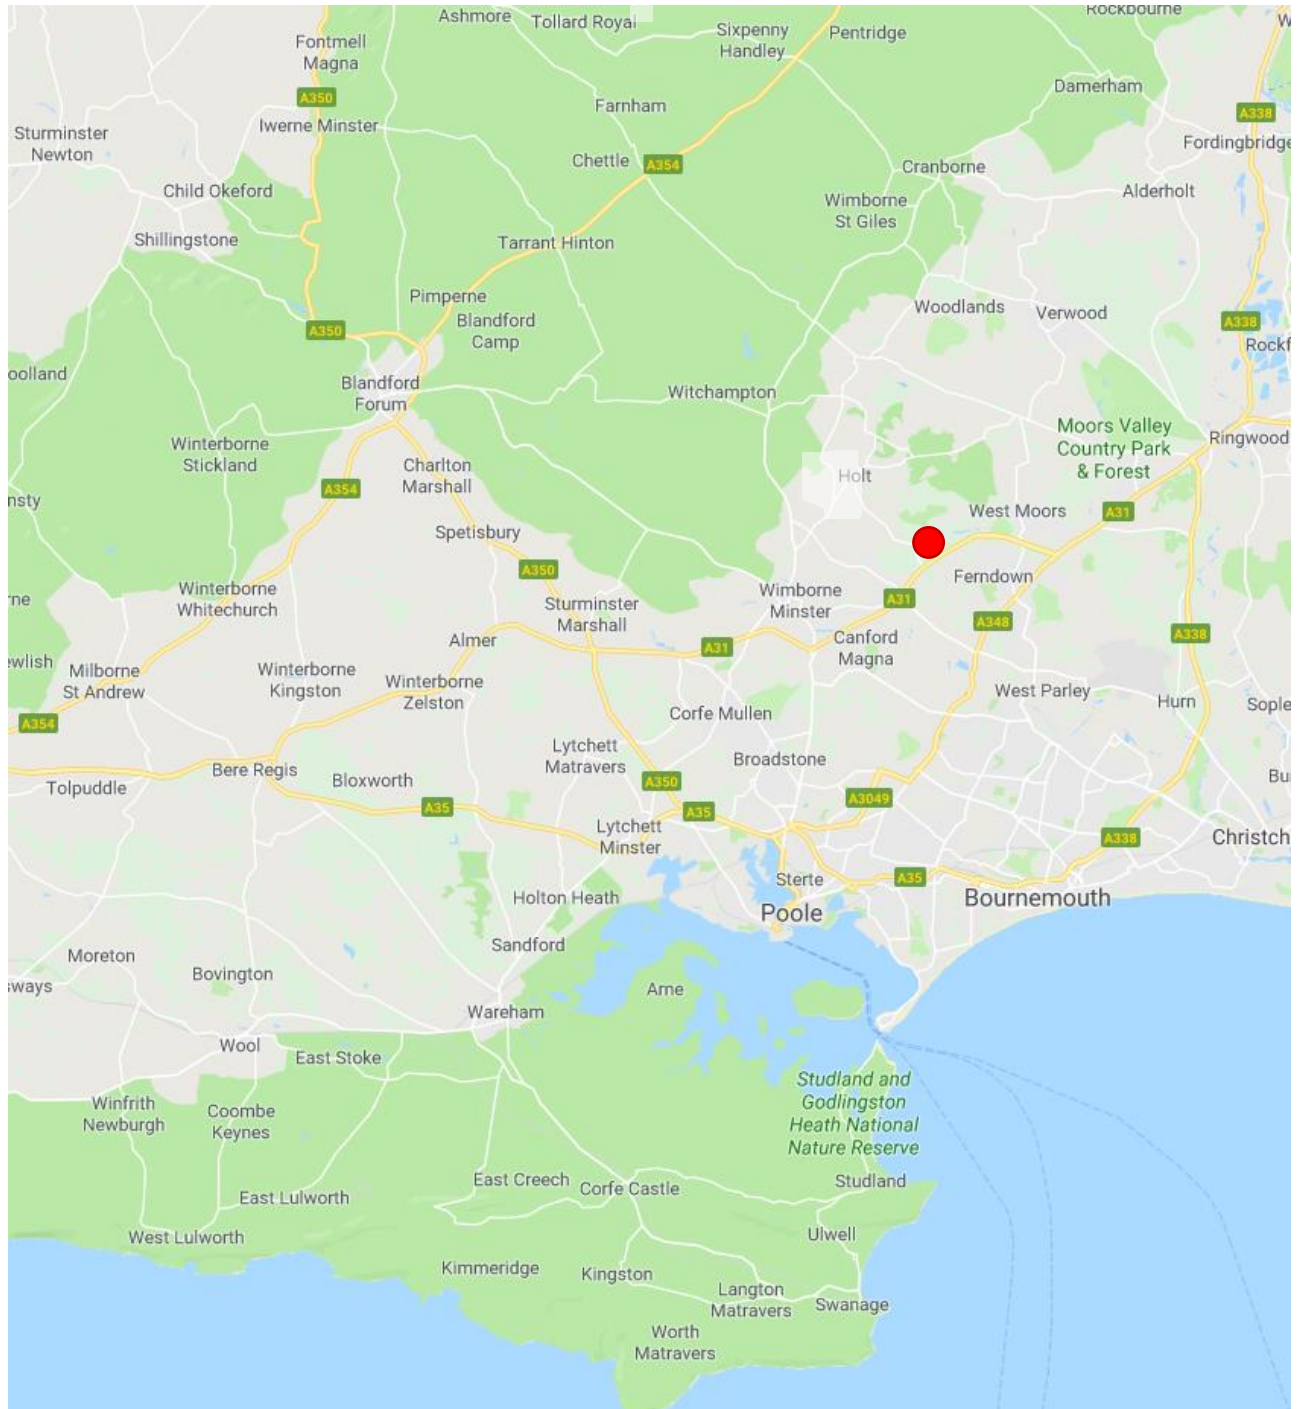 Ashmore
Tollard Royal
Rockbourne
Sixpenny
Handley
Pentridge
Fontmell
Magna
Damerham
A350
Farnham
A338
Iwerne Minster
Sturminster
Newton
Fordingbridge
Chettle
A354
Cranborne
Child Okeford
Alderholt
Wimborne
St Giles
Shillingstone
Tarrant Hinton
Pimperne
Woodlands
Verwood
Blandford
Camp
A338
A350
Rockf
oolland
Blandford
Forum
Witchampton
Moors Valley
Country Park
& Forest
Ringwood
Winterborne
Stickland
Charlton
Marshall
Holt
A354
nsty
West Moors
A31
Spetisbury
A350
Ferndown
Winterborne
Whitechurch
Wimborne
Minster
A31
rne
Sturminster
Marshall
A348
A338
Almer
A31
Canford
Magna
ewlish
Milborne
St Andrew
Winterborne
Kingston
Winterborne
Zelston
West Parley
Hurn
Sople
Corfe Mullen
A354
Lytchett
Matravers
Broadstone
Bere Regis
Bloxworth
A350
Bu
Tolpuddle
A3049
A35
A35
Lytchett
Minster
A338
Christch
Sterte
A35
Holton Heath
Poole
Bournemouth
Sandford
Moreton
Bovington
sways
Arne
Wareham
Wool
East Stoke
Studland and
Godlingston
Heath National
Nature Reserve
Winfrith
Newburgh
Coombe
Keynes
East Creech
Corfe Castle
Studland
East Lulworth
West Lulworth
Ulwell
Kimmeridge
Kingston
Langton
Matravers
Swanage
Worth
Matravers